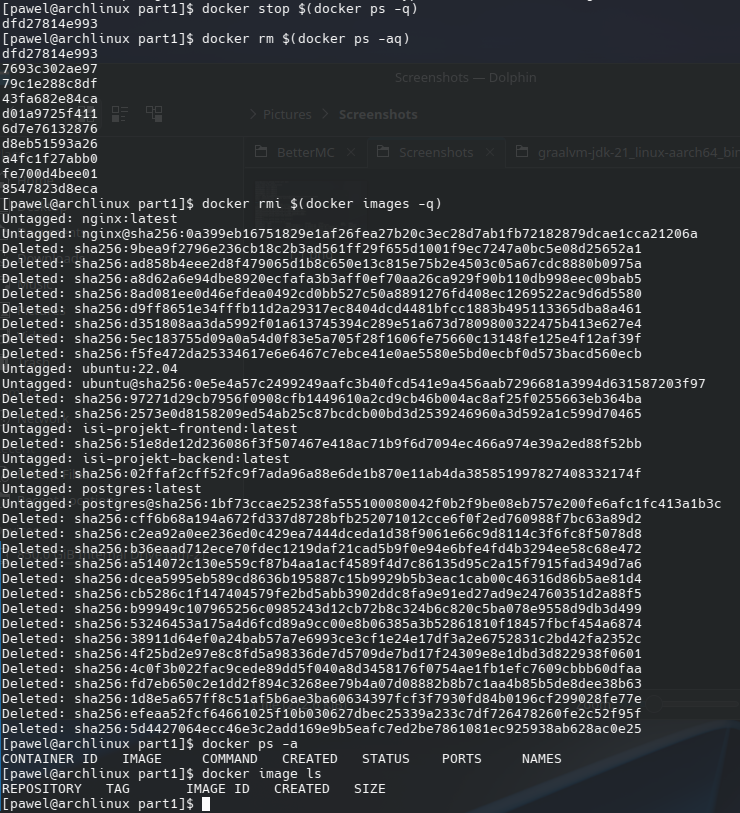 [pawel@archlinux part1]$ docker stop $(docker ps -q)
dfd27814e993
[pawel@archlinux part1]$ docker rm $(docker ps -aq)
dfd27814e993
7693c302ae97
79c1e288c8df
43fa682e84ca
d01a9725f411
6d7e76132876
d8eb51593a26
a4fc1f27abb0
fe700d4bee01
8547823d8eca
Screenshots — Dolphin
Pictures > Screenshots
BetterMC
Screenshots
graalvm-jdk-21_linux-aarch64_bin
[pawel@archlinux part1]$ docker rmi $(docker images -q)
Untagged: nginx:latest
Untagged: nginx@sha256:0a399eb16751829e1af26fea27b20c3ec28d7ab1fb72182879dcae1cca21206a
Deleted: sha256:9bea9f2796e236cb18c2b3ad561ff29f655d1001f9ec7247a0bc5e08d25652a1
Deleted: sha256:ad858b4eee2d8f479065d1b8c650e13c815e75b2e4503c05a67cdc8880b0975a
Deleted: sha256:a8d62a6e94dbe8920ecfafa3b3aff0ef70aa26ca929f90b110db998eec09bab5
Deleted: sha256:8ad081ee0d46efdea0492cd0bb527c50a8891276fd408ec1269522ac9d6d5580
Deleted: sha256:d9ff8651e34fffb11d2a29317ec8404dcd4481bfcc1883b495113365dba8a461
Deleted: sha256:d351808aa3da5992f01a613745394c289e51a673d7809800322475b413e627e4
Deleted: sha256:5ec183755d09a0a54d0f83e5a705f28f1606fe75660c13148fe125e4f12af39f
Deleted: sha256:f5fe472da25334617e6e6467c7ebce41e0ae5580e5bd0ecbf0d573bacd560ecb
Untagged: ubuntu:22.04
Untagged: ubuntu@sha256:0e5e4a57c2499249aafc3b40fcd541e9a456aab7296681a3994d631587203f97
Deleted: sha256:97271d29cb7956f0908cfb1449610a2cd9cb46b004ac8af25f0255663eb364ba
Deleted: sha256:2573e0d8158209ed54ab25c87bcdcb00bd3d2539246960a3d592a1c599d70465
Untagged: isi-projekt-frontend:latest
Deleted: sha256:51e8de12d236086f3f507467e418ac71b9f6d7094ec466a974e39a2ed88f52bb
Untagged: isi-projekt-backend:latest
Deleted: sha256:02ffaf2cff52fc9f7ada96a88e6de1b870e11ab4da385851997827408332174f
Untagged: postgres:latest
Untagged: postgres@sha256:1bf73ccae25238fa555100080042f0b2f9be08eb757e200fe6afc1fc413a1b3c
Deleted: sha256:cff6b68a194a672fd337d8728bfb252071012cce6f0f2ed760988f7bc63a89d2
Deleted: sha256:c2ea92a0ee236ed0c429ea7444dceda1d38f9061e66c9d8114c3f6fc8f5078d8
Deleted: sha256:b36eadd712ece70fdec1219daf21cad5b9f0e94e6bfe4fd4b3294ee58c68e472
Deleted: sha256:a514072c130e559cf87b4aa1acf4589f4d7c86135d95c2a15f7915fad349d7a6
Deleted: sha256:dcea5995eb589cd8636b195887c15b9929b5b3eac1cab00c46316d86b5ae81d4
Deleted: sha256:cb5286c1f147404579fe2bd5abb3902ddc8fa9e91ed27ad9e24760351d2a88f5
Deleted: sha256:b99949c107965256c0985243d12cb72b8c324b6c820c5ba078e9558d9db3d499
Deleted: sha256:53246453a175a4d6fcd89a9cc00e8b06385a3b52861810f18457fbcf454a6874
Deleted: sha256:38911d64ef0a24bab57a7e6993ce3cf1e24e17df3a2e6752831c2bd42fa2352c
Deleted: sha256:4f25bd2e97e8c8fd5a98336de7d5709de7bd17f24309e8e1dbd3d822938f0601
Deleted: sha256:4c0f3b022fac9cede89dd5f040a8d3458176f0754ae1fb1efc7609cbbb60dfaa
Deleted: sha256:fd7eb650c2e1dd2f894c3268ee79b4a07d08882b8b7c1aa4b85b5de8dee38b63
Deleted: sha256:1d8e5a657ff8c51af5b6ae3ba60634397fcf3f7930fd84b0196cf299028fe77e
Deleted: sha256:efeaa52fcf64661025f10b030627dbec25339a233c7df726478260fe2c52f95f
Deleted: sha256:5d4427064ecc46e3c2add169e9b5eafc7ed2be7861081ec925938ab628ac0e25
[pawel@archlinux part1]$ docker ps -a
CONTAINER ID   IMAGE     COMMAND   CREATED   STATUS    PORTS     NAMES
[pawel@archlinux part1]$ docker image ls
REPOSITORY   TAG       IMAGE ID   CREATED   SIZE
[pawel@archlinux part1]$